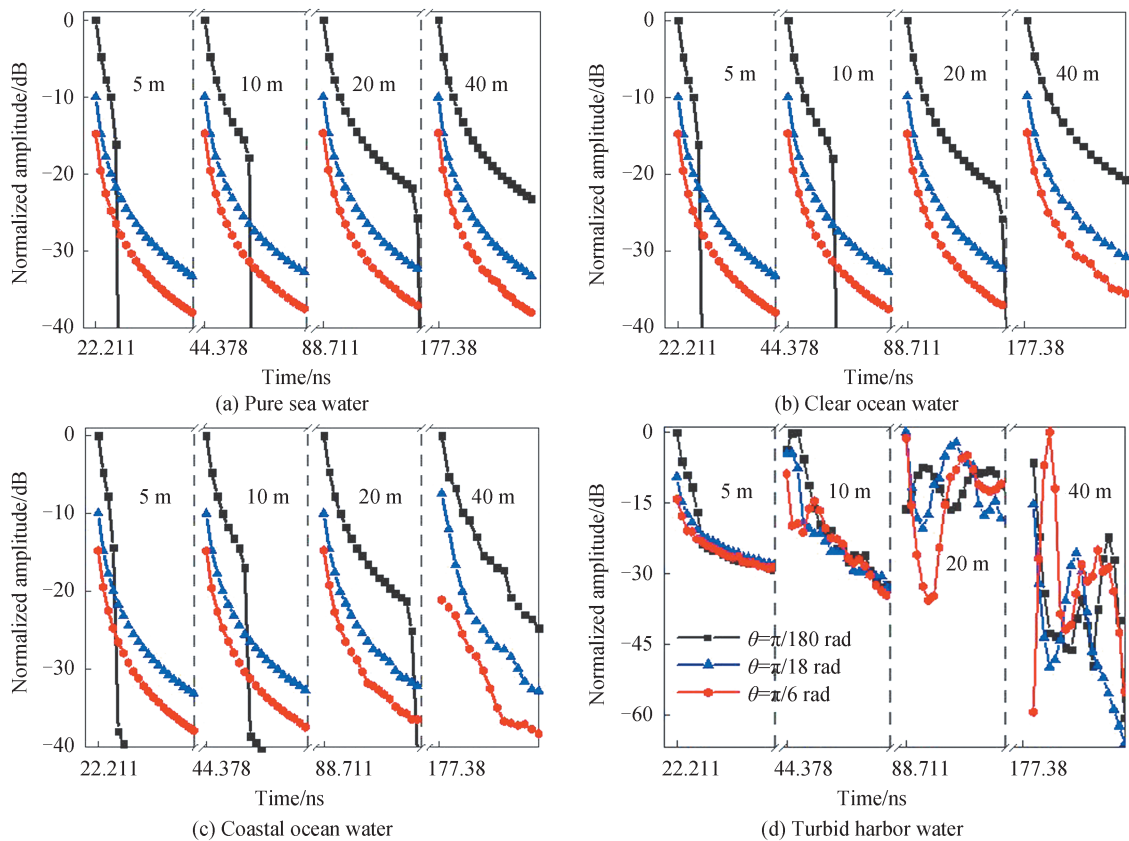 0
−10
−20
−30
−40
Normalized amplitude/dB
5 m
10 m
20 m
40 m
22.211
44.378
88.711
177.38
Time/ns
(a) Pure sea water
0
−10
−20
−30
−40
Normalized amplitude/dB
5 m
10 m
20 m
40 m
22.211
44.378
88.711
177.38
Time/ns
(b) Clear ocean water
0
−10
−20
−30
−40
Normalized amplitude/dB
5 m
10 m
20 m
40 m
22.211
44.378
88.711
177.38
Time/ns
(c) Coastal ocean water
0
−15
−30
−45
−60
Normalized amplitude/dB
5 m
10 m
20 m
40 m
θ=π/180 rad
θ=π/18 rad
θ=π/6 rad
22.211
44.378
88.711
177.38
Time/ns
(d) Turbid harbor water